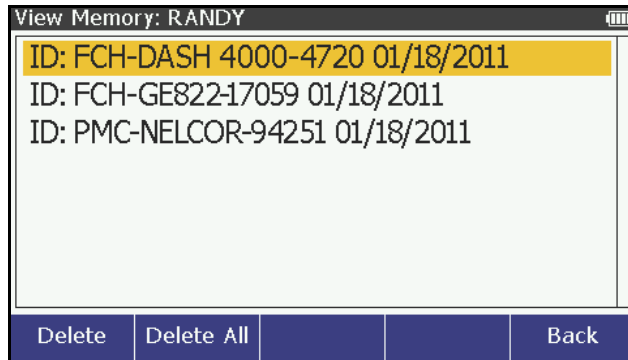 View Memory: RANDY
ID: FCH-DASH 4000-4720 01/18/2011
ID: FCH-GE822-17059 01/18/2011
ID: PMC-NELCOR-94251 01/18/2011
Delete Delete All Back